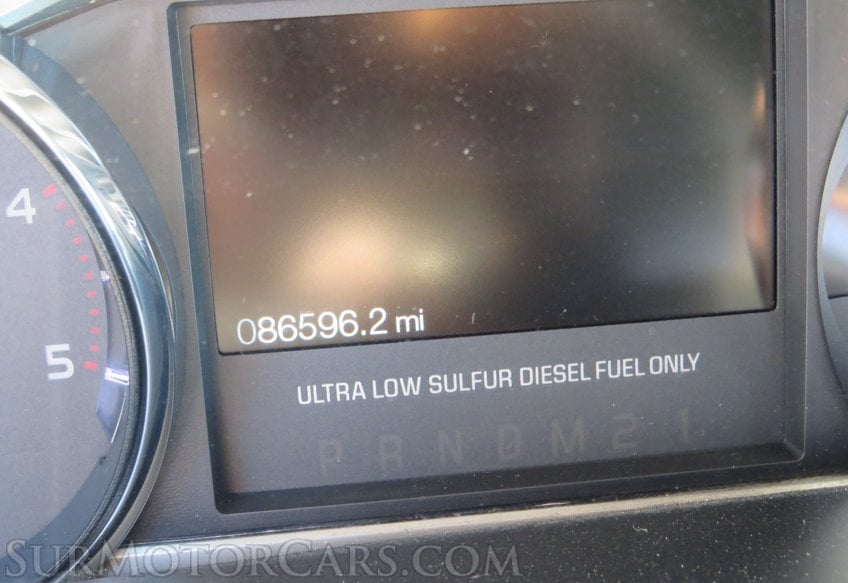 4
5
086596.2 mi
ULTRA LOW SULFUR DIESEL FUEL ONLY
P R N D M 2 1
SurMotorCars.com